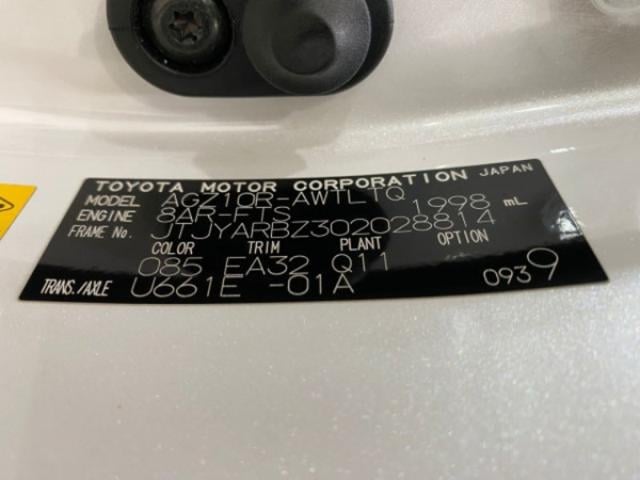 TOYOTA MOTOR CORPORATION JAPAN
MODEL AGZ10R-AWTLTQ
ENGINE 8AR-FTS 1998 mL
FRAME No. JTJYARBZ302028814
COLOR TRIM PLANT OPTION
085 EA32 Q11
TRANS./AXLE U661E -01A 0939